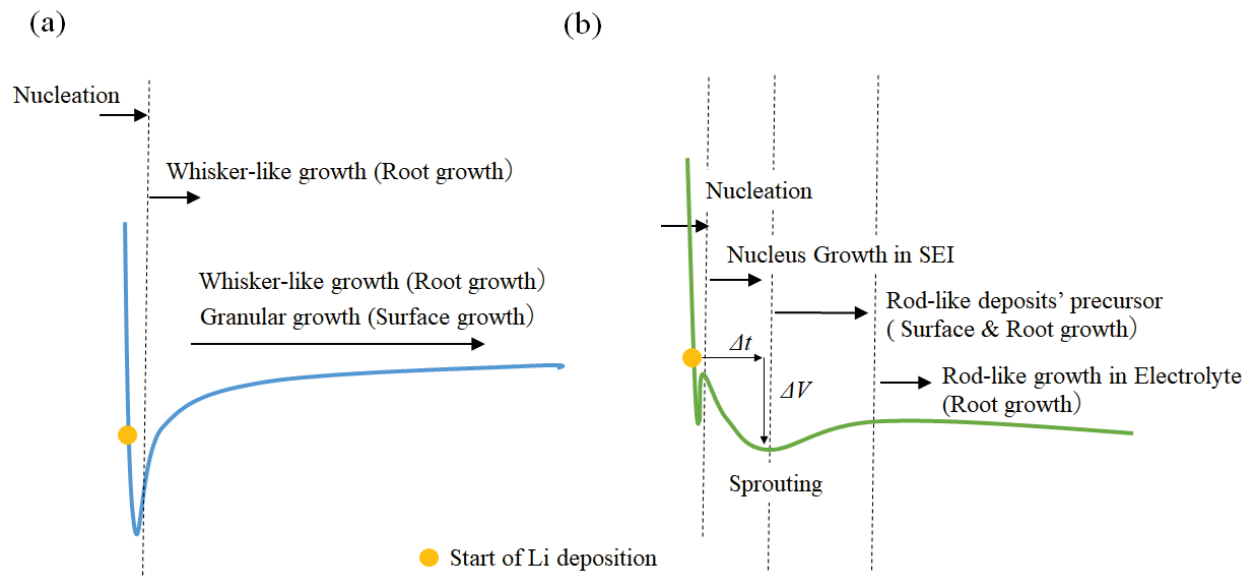 (a)
Nucleation
Whisker-like growth (Root growth)
Whisker-like growth (Root growth)
Granular growth (Surface growth)
(b)
Nucleation
Nucleus Growth in SEI
Rod-like deposits’ precursor
( Surface & Root growth)
Δt
ΔV
Rod-like growth in Electrolyte
(Root growth)
Sprouting
Start of Li deposition